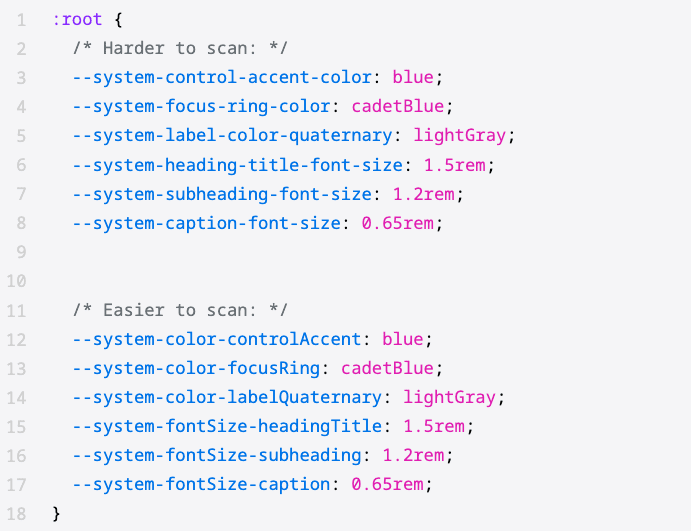 1 :root {
2 /* Harder to scan: */
3 --system-control-accent-color: blue;
4 --system-focus-ring-color: cadetBlue;
5 --system-label-color-quaternary: lightGray;
6 --system-heading-title-font-size: 1.5rem;
7 --system-subheading-font-size: 1.2rem;
8 --system-caption-font-size: 0.65rem;
9
10
11 /* Easier to scan: */
12 --system-color-controlAccent: blue;
13 --system-color-focusRing: cadetBlue;
14 --system-color-labelQuaternary: lightGray;
15 --system-fontSize-headingTitle: 1.5rem;
16 --system-fontSize-subheading: 1.2rem;
17 --system-fontSize-caption: 0.65rem;
18 }